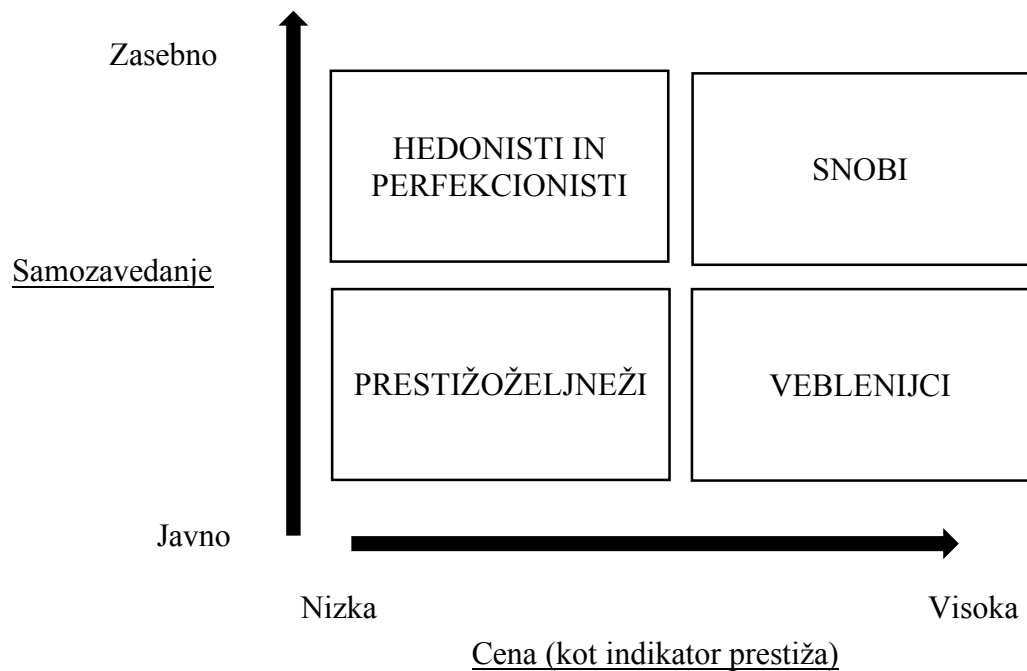 Zasebno
HEDONISTI IN
PERFEKCIONISTI
SNOBI
Samozavedanje
PRESTIŽOŽELJNEŽI
VEBLENIJCI
Javno
Nizka
Visoka
Cena (kot indikator prestiža)